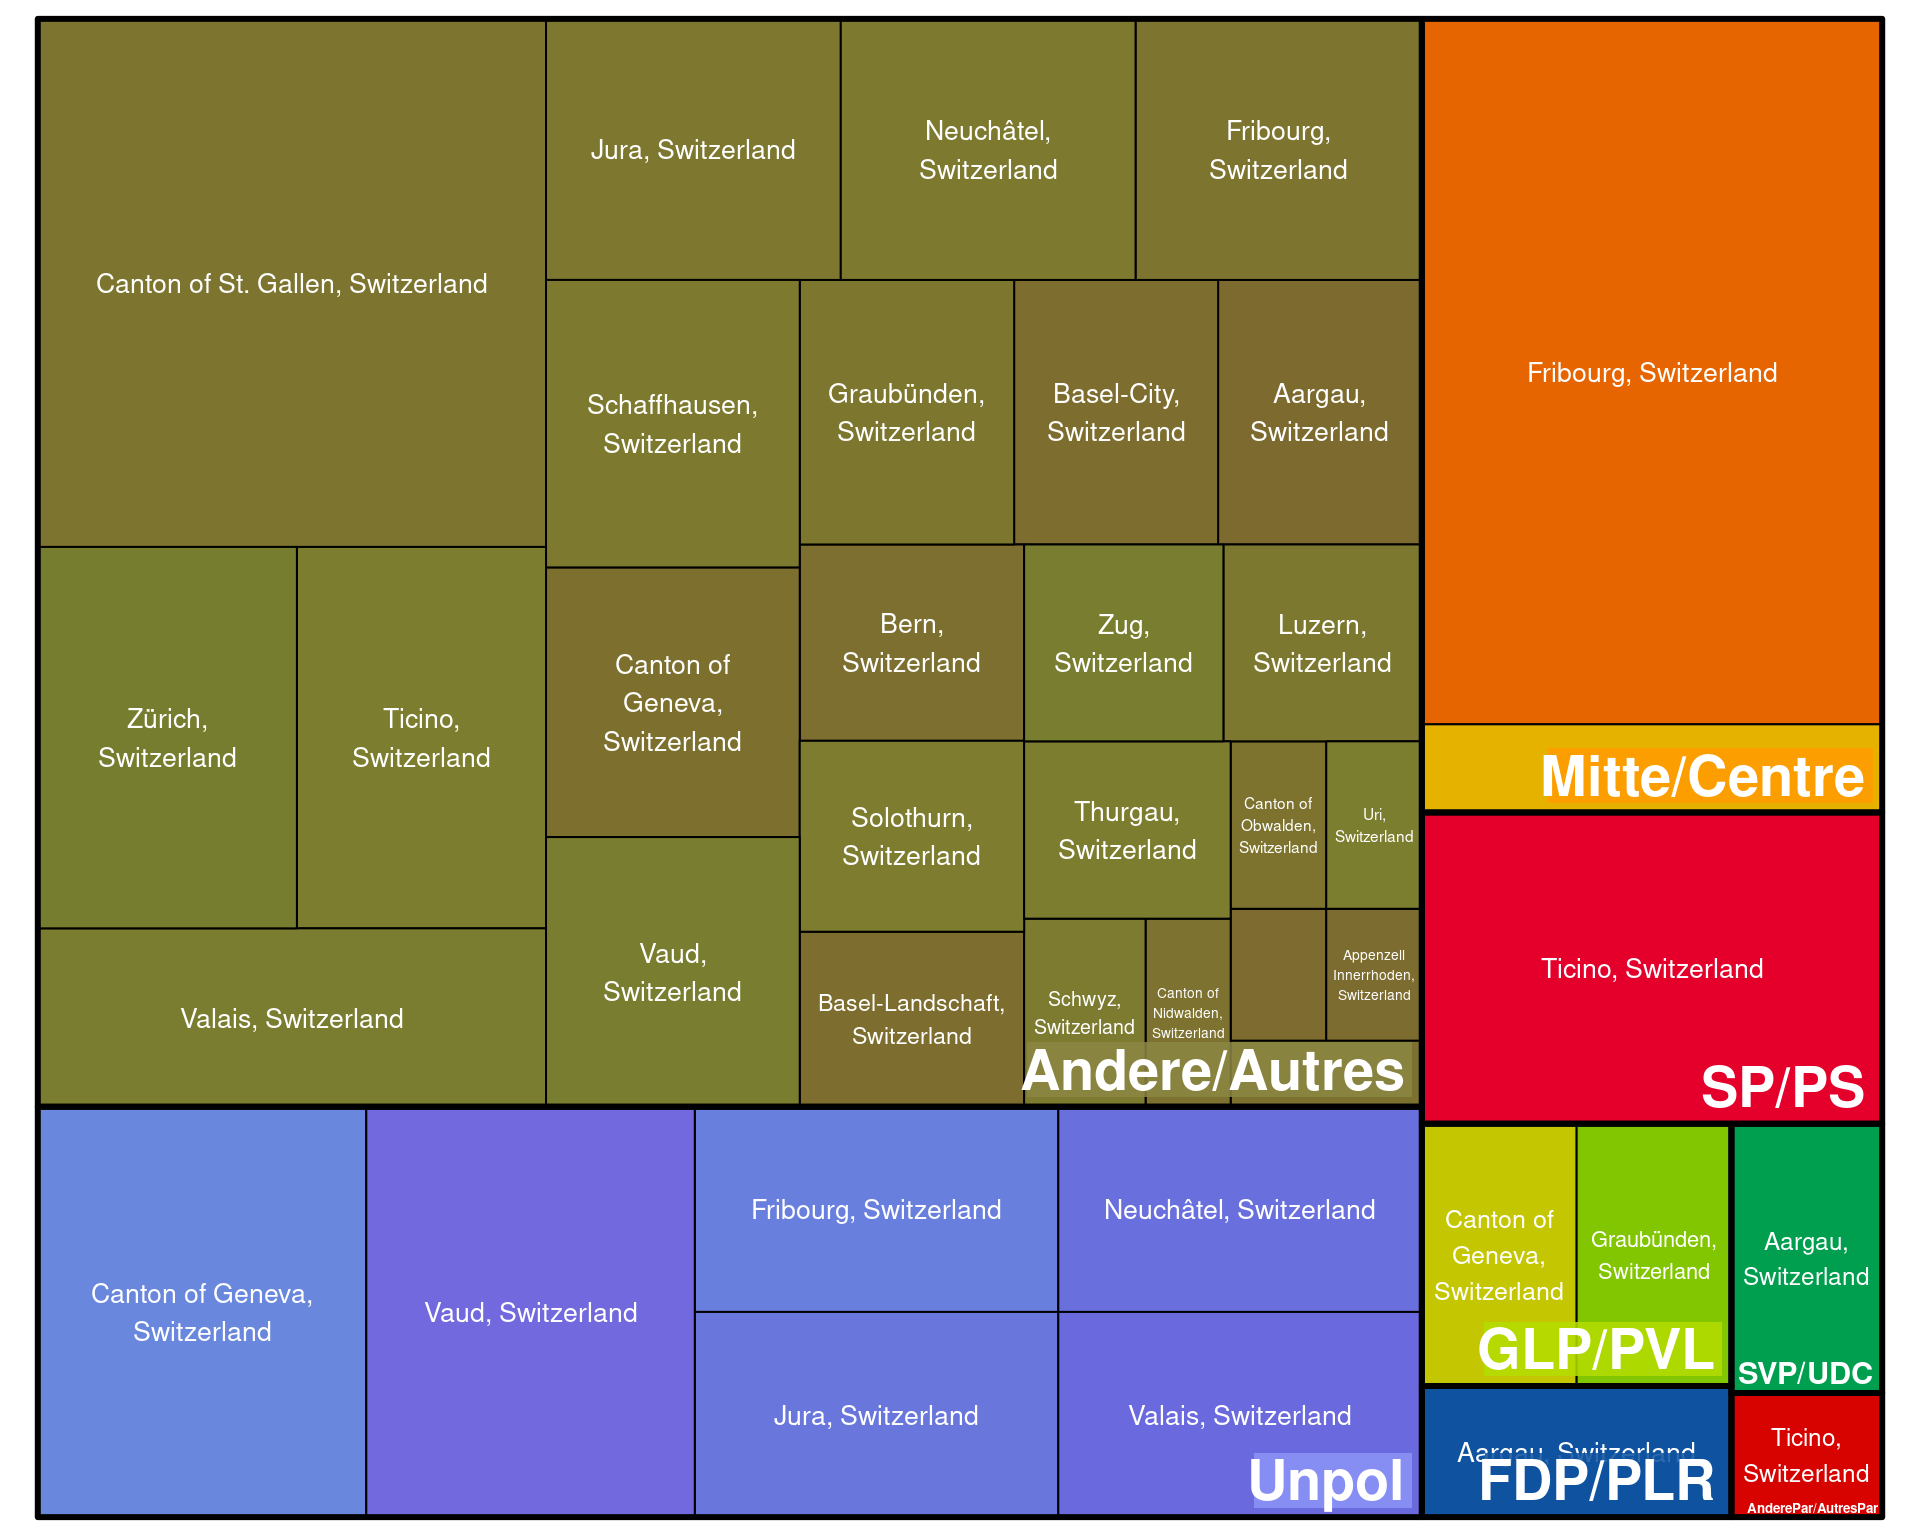 Canton of St. Gallen, Switzerland
Jura, Switzerland
Neuchâtel,
Switzerland
Fribourg,
Switzerland
Schaffhausen,
Switzerland
Graubünden,
Switzerland
Basel-City,
Switzerland
Aargau,
Switzerland
Zürich,
Switzerland
Ticino,
Switzerland
Canton of
Geneva,
Switzerland
Bern,
Switzerland
Zug,
Switzerland
Luzern,
Switzerland
Solothurn,
Switzerland
Thurgau,
Switzerland
Canton of
Obwalden,
Switzerland
Uri,
Switzerland
Valais, Switzerland
Vaud,
Switzerland
Basel-Landschaft,
Switzerland
Schwyz,
Switzerland
Canton of
Nidwalden,
Switzerland
Appenzell
Innerrhoden,
Switzerland
Andere/Autres
Fribourg, Switzerland
Mitte/Centre
Ticino, Switzerland
SP/PS
Canton of Geneva,
Switzerland
Vaud, Switzerland
Fribourg, Switzerland
Neuchâtel, Switzerland
Jura, Switzerland
Valais, Switzerland
Unpol
Canton of
Geneva,
Switzerland
Graubünden,
Switzerland
GLP/PVL
Aargau,
Switzerland
SVP/UDC
Aargau, Switzerland
FDP/PLR
Ticino,
Switzerland
AnderePar/AutresPar